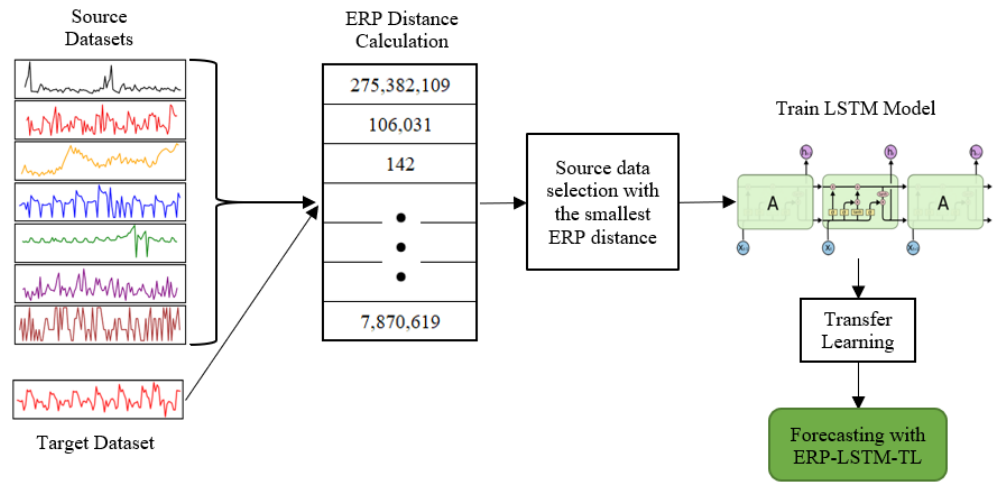 Source
Datasets
Target Dataset
ERP Distance
Calculation
275,382,109
106,031
142
7,870,619
Source data
selection with
the smallest
ERP distance
Train LSTM Model
A
A
Transfer
Learning
Forecasting with
ERP-LSTM-TL